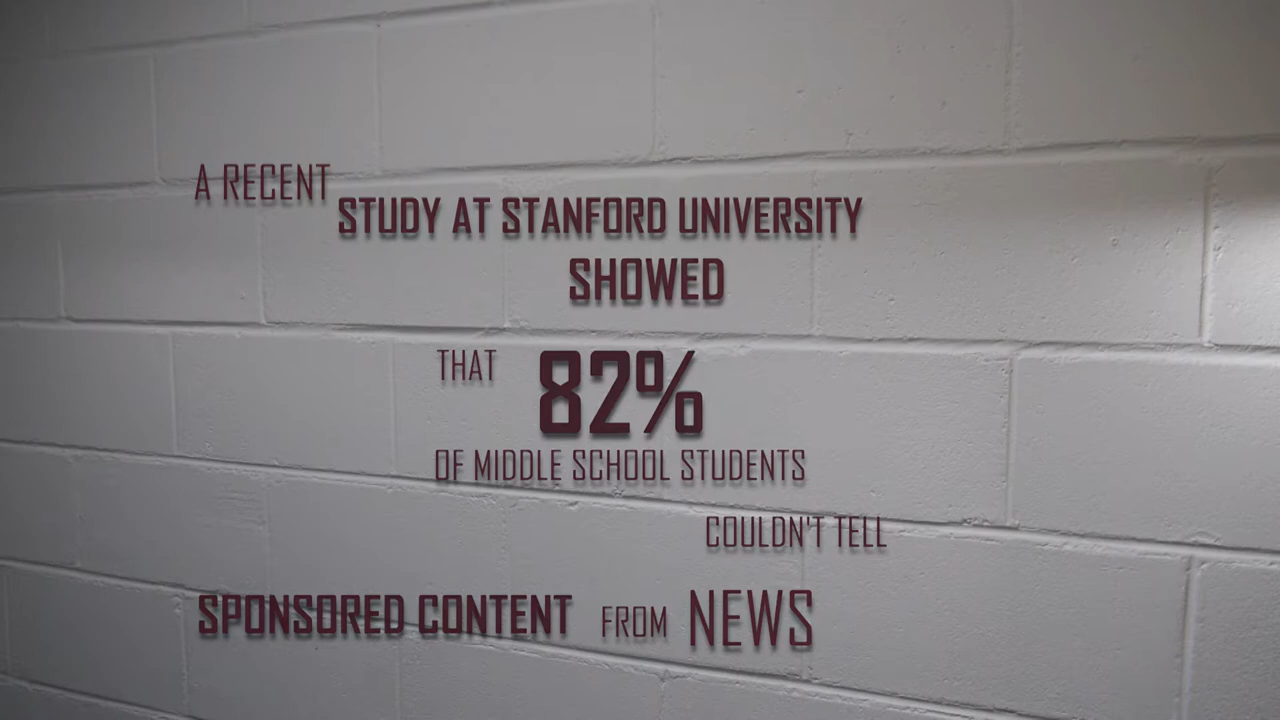 A RECENT
STUDY AT STANFORD UNIVERSITY
SHOWED
THAT 82%
OF MIDDLE SCHOOL STUDENTS
COULDN'T TELL
SPONSORED CONTENT FROM NEWS